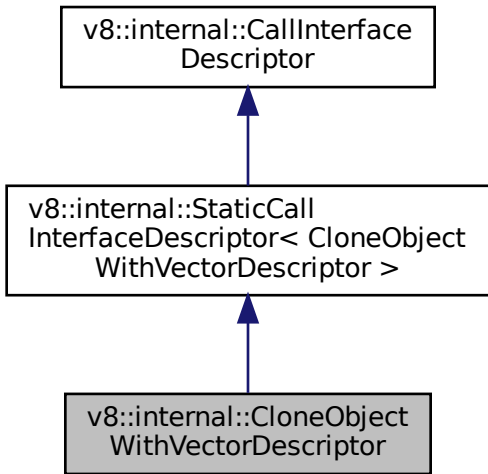 v8::internal::CallInterface
Descriptor
v8::internal::StaticCall
InterfaceDescriptor< CloneObject
WithVectorDescriptor >
v8::internal::CloneObject
WithVectorDescriptor